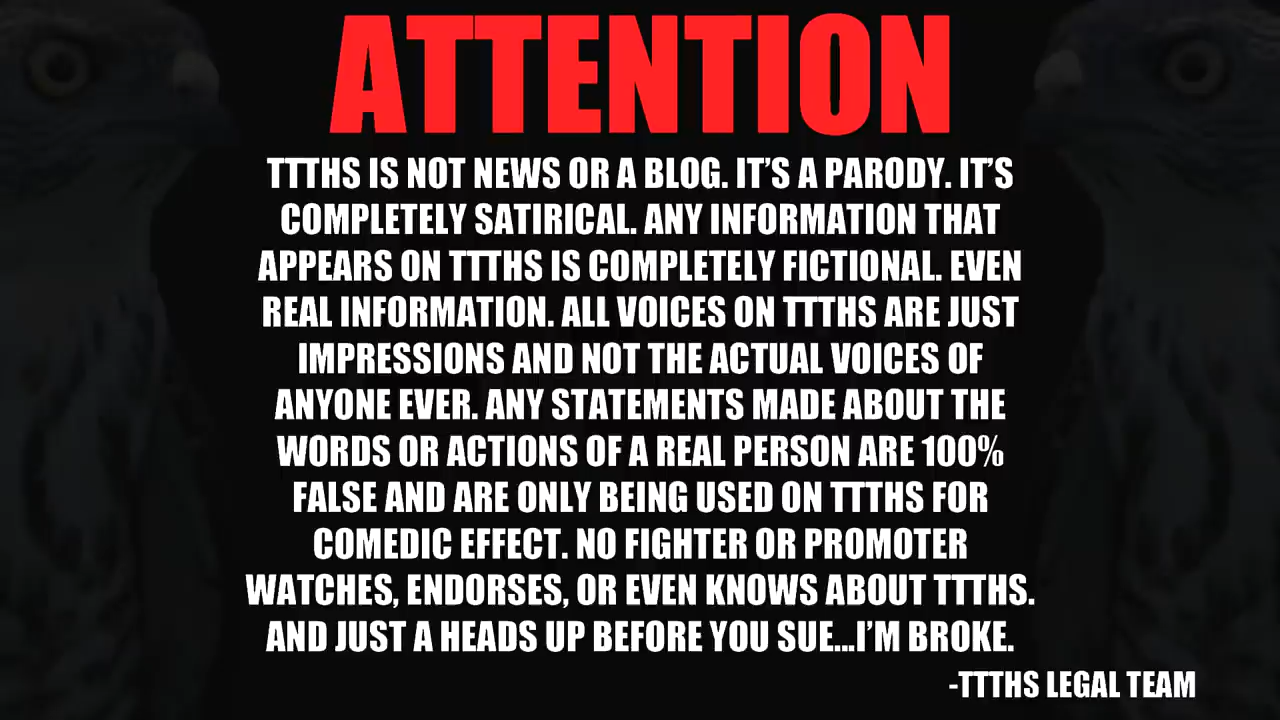 ATTENTION
TTTHS IS NOT NEWS OR A BLOG. IT'S A PARODY. IT'S
COMPLETELY SATIRICAL. ANY INFORMATION THAT
APPEARS ON TTTHS IS COMPLETELY FICTIONAL. EVEN
REAL INFORMATION. ALL VOICES ON TTTHS ARE JUST
IMPRESSIONS AND NOT THE ACTUAL VOICES OF
ANYONE EVER. ANY STATEMENTS MADE ABOUT THE
WORDS OR ACTIONS OF A REAL PERSON ARE 100%
FALSE AND ARE ONLY BEING USED ON TTTHS FOR
COMEDIC EFFECT. NO FIGHTER OR PROMOTER
WATCHES, ENDORSES, OR EVEN KNOWS ABOUT TTTHS.
AND JUST A HEADS UP BEFORE YOU SUE...I'M BROKE.
-TTTHS LEGAL TEAM